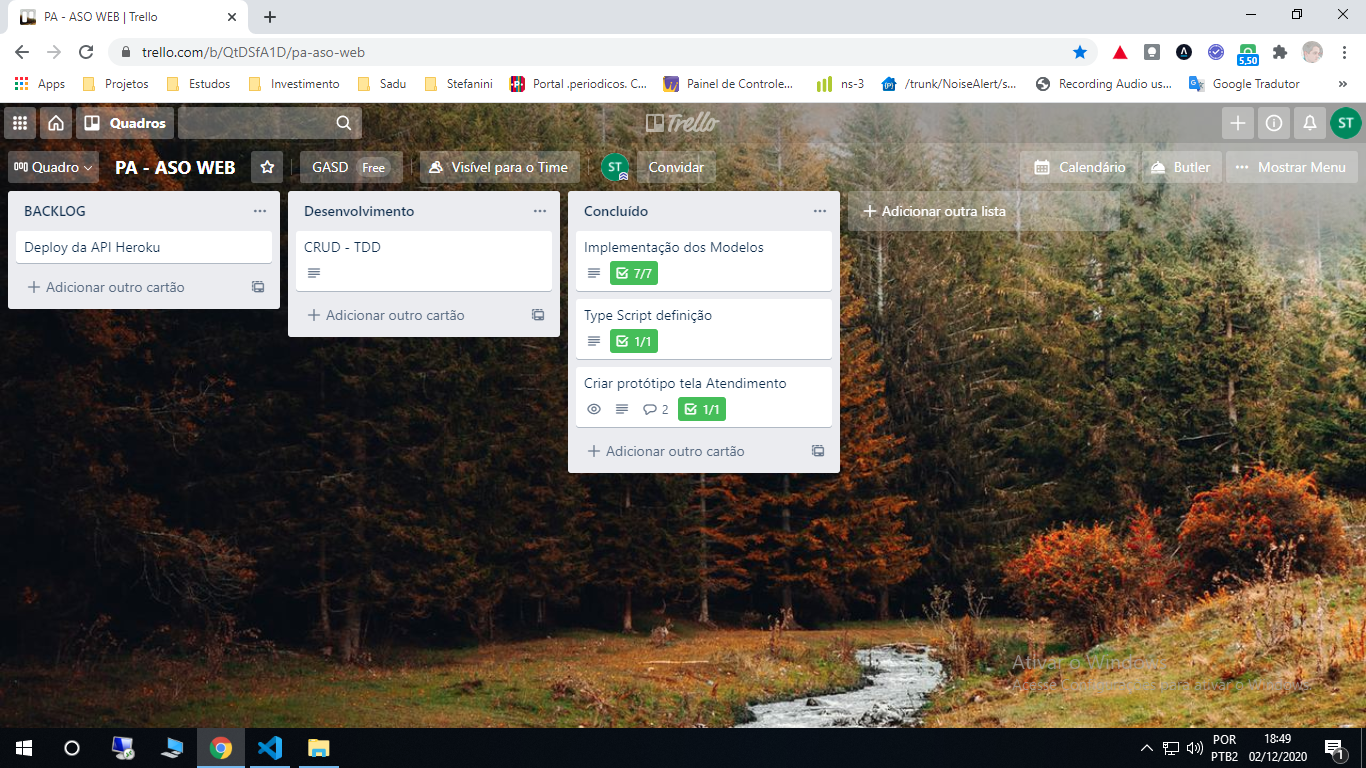 PA - ASO WEB | Trello
trello.com/b/QtDSfA1D/pa-aso-web
5,50
Apps
Projetos
Estudos
Investimento
Sadu
Stefanini
Portal .periodicos. C...
Painel de Controle...
ns-3
/trunk/NoiseAlert/s...
Recording Audio us...
Google Tradutor
»
Quadros
Trello
ST
Quadro
PA - ASO WEB
GASD Free
Visível para o Time
ST
Convidar
Calendário
Butler
Mostrar Menu
BACKLOG
Deploy da API Heroku
+ Adicionar outro cartão
Desenvolvimento
CRUD - TDD
+ Adicionar outro cartão
Concluído
Implementação dos Modelos
7/7
Type Script definição
1/1
Criar protótipo tela Atendimento
2
1/1
+ Adicionar outro cartão
+ Adicionar outra lista
Ativar o Windows
POR
PTB2
18:49
02/12/2020
1